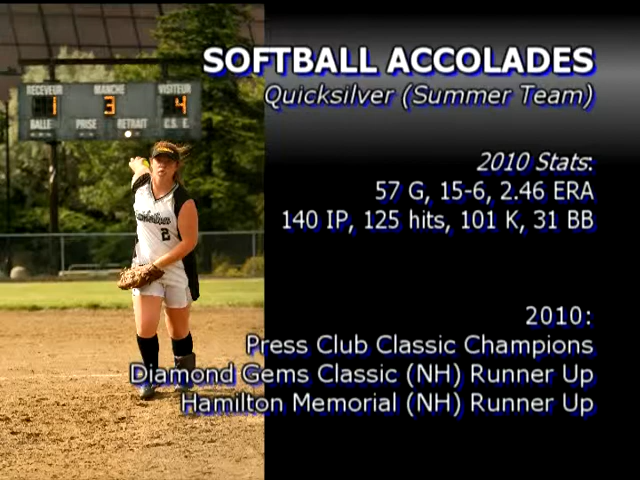 SOFTBALL ACCOLADES
Quicksilver (Summer Team)
RECEVEUR MANCHE VISITEUR
1 3 4
BALLE PRISE RETRAIT C.S. E.
2010 Stats:
57 G, 15-6, 2.46 ERA
140 IP, 125 hits, 101 K, 31 BB
Quicksilver
2
2010:
Press Club Classic Champions
Diamond Gems Classic (NH) Runner Up
Hamilton Memorial (NH) Runner Up